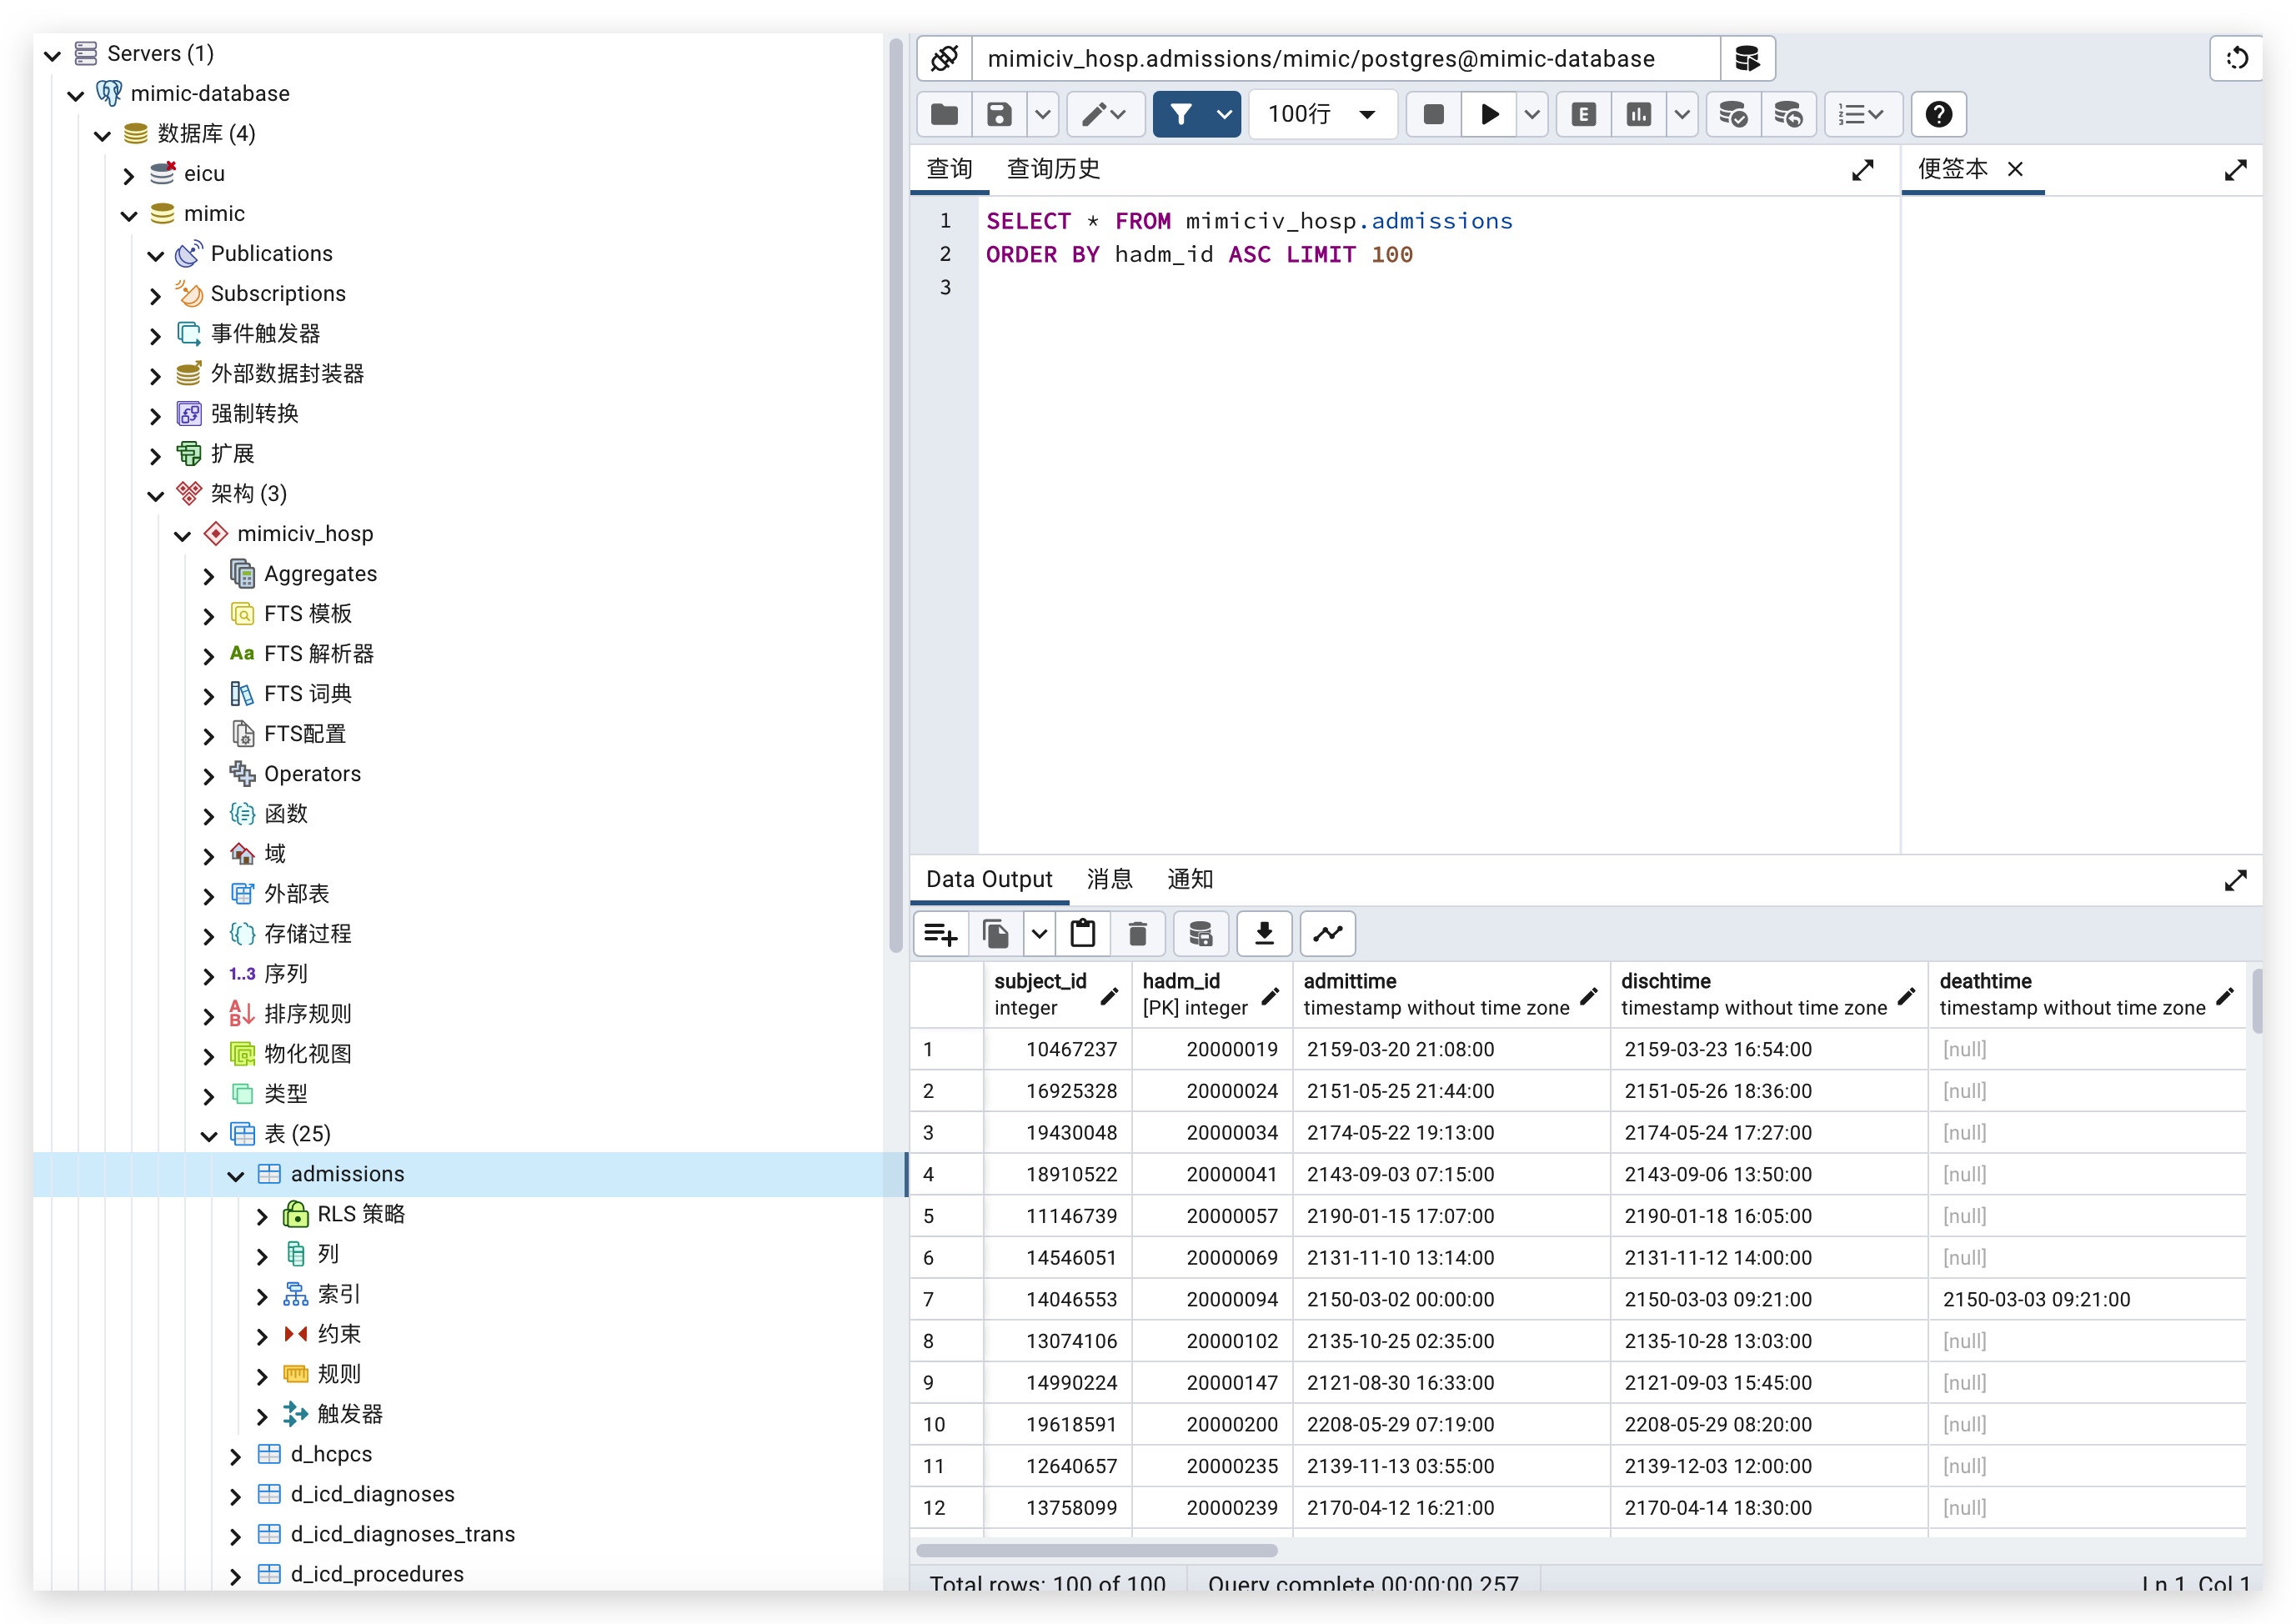 Servers (1)
mimic-database
数据库 (4)
eicu
mimic
Publications
Subscriptions
事件触发器
外部数据封装器
强制转换
扩展
架构 (3)
mimiciv_hosp
Aggregates
FTS 模板
Aa FTS 解析器
FTS 词典
FTS配置
Operators
函数
域
外部表
存储过程
1..3 序列
排序规则
物化视图
类型
表 (25)
admissions
RLS 策略
列
索引
约束
规则
触发器
d_hcpcs
d_icd_diagnoses
d_icd_diagnoses_trans
d_icd_procedures
mimiciv_hosp.admissions/mimic/postgres@mimic-database
100行
查询 查询历史 便签本
1 SELECT * FROM mimiciv_hosp.admissions
2 ORDER BY hadm_id ASC LIMIT 100
3
Data Output 消息 通知
subject_id hadm_id admittime dischtime deathtime
integer [PK] integer timestamp without time zone timestamp without time zone timestamp without time zone
1 10467237 20000019 2159-03-20 21:08:00 2159-03-23 16:54:00 [null]
2 16925328 20000024 2151-05-25 21:44:00 2151-05-26 18:36:00 [null]
3 19430048 20000034 2174-05-22 19:13:00 2174-05-24 17:27:00 [null]
4 18910522 20000041 2143-09-03 07:15:00 2143-09-06 13:50:00 [null]
5 11146739 20000057 2190-01-15 17:07:00 2190-01-18 16:05:00 [null]
6 14546051 20000069 2131-11-10 13:14:00 2131-11-12 14:00:00 [null]
7 14046553 20000094 2150-03-02 00:00:00 2150-03-03 09:21:00 2150-03-03 09:21:00
8 13074106 20000102 2135-10-25 02:35:00 2135-10-28 13:03:00 [null]
9 14990224 20000147 2121-08-30 16:33:00 2121-09-03 15:45:00 [null]
10 19618591 20000200 2208-05-29 07:19:00 2208-05-29 08:20:00 [null]
11 12640657 20000235 2139-11-13 03:55:00 2139-12-03 12:00:00 [null]
12 13758099 20000239 2170-04-12 16:21:00 2170-04-14 18:30:00 [null]
Total rows: 100 of 100 Query complete 00:00:00.257 Ln 1, Col 1